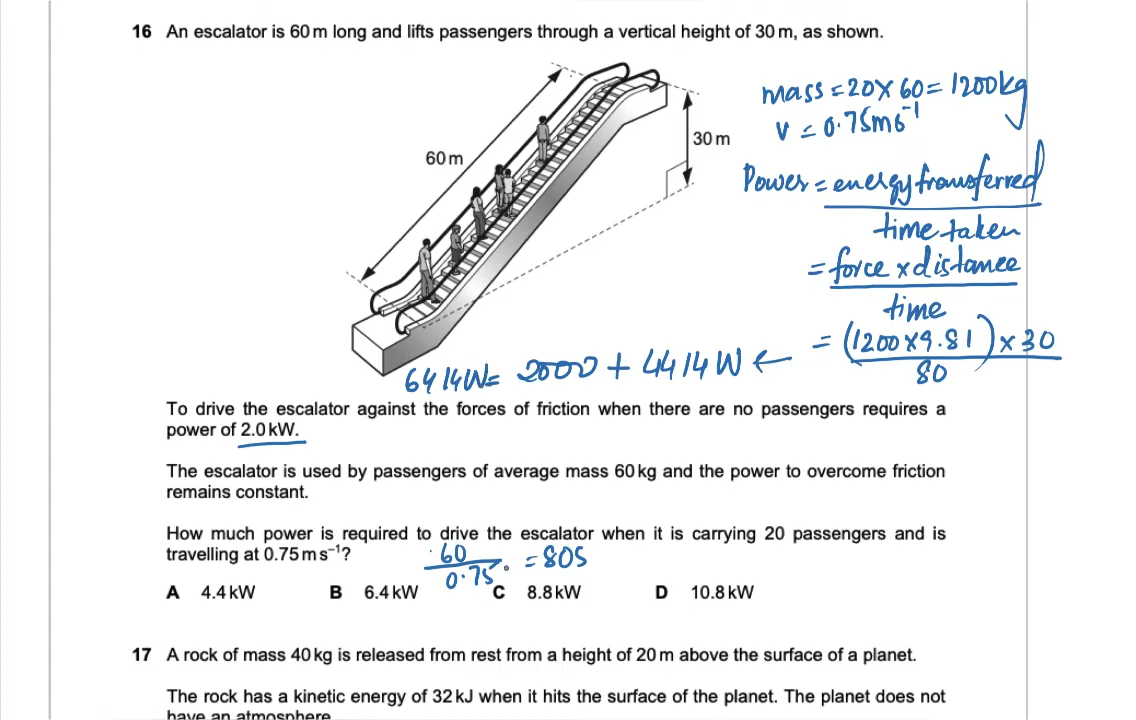 16 An escalator is 60 m long and lifts passengers through a vertical height of 30 m, as shown.
60 m
30 m
mass = 20 × 60 = 1200kg
v = 0.75ms⁻¹
Power = energy transferred
time taken
= force × distance
time
= (1200 × 9.81) × 30
80
6414W = 2000 + 4414 W ←
To drive the escalator against the forces of friction when there are no passengers requires a
power of 2.0 kW.
The escalator is used by passengers of average mass 60 kg and the power to overcome friction
remains constant.
How much power is required to drive the escalator when it is carrying 20 passengers and is
travelling at 0.75 m s⁻¹?
60
0.75
= 80s
A 4.4 kW B 6.4 kW C 8.8 kW D 10.8 kW
17 A rock of mass 40 kg is released from rest from a height of 20 m above the surface of a planet.
The rock has a kinetic energy of 32 kJ when it hits the surface of the planet. The planet does not
have an atmosphere.